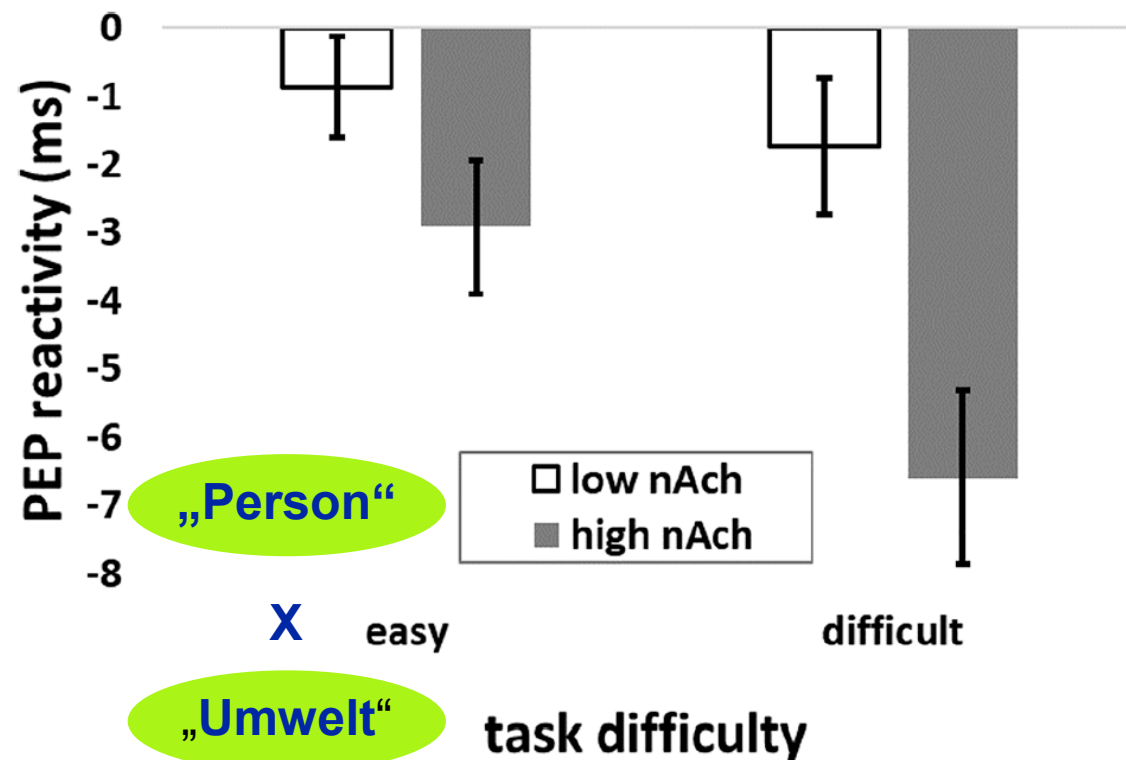 0
-1
-2
-3
-4
-5
-6
-7
-8
PEP reactivity (ms)
„Person“
low nAch
high nAch
X
easy
difficult
„Umwelt“
task difficulty